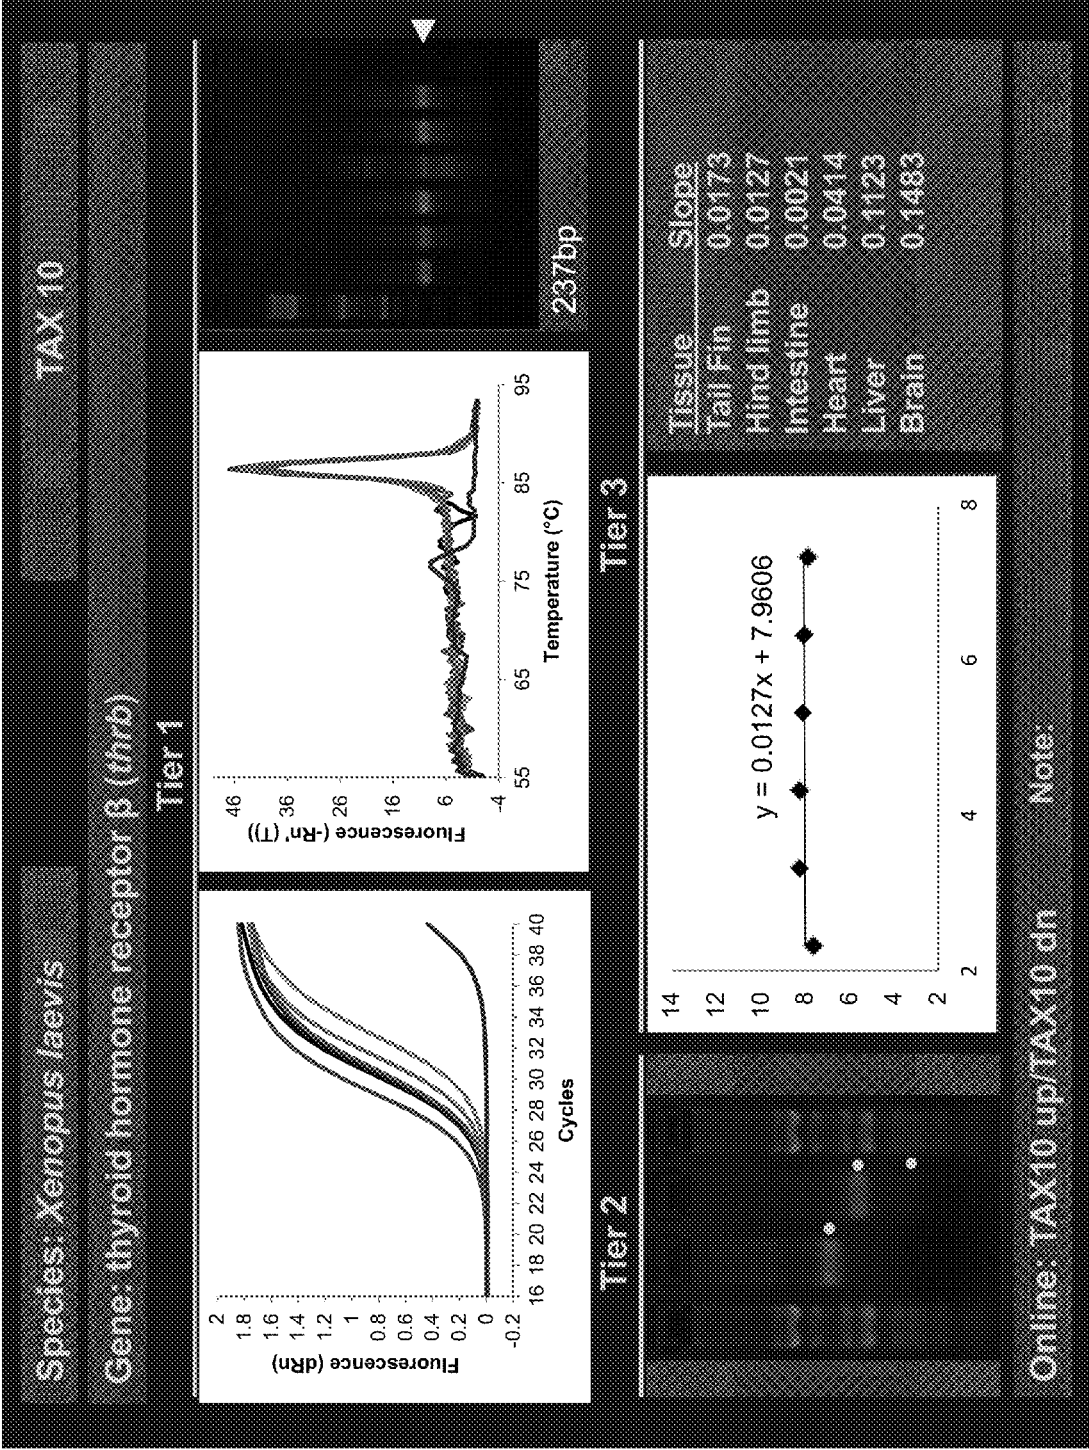 Species: Xenopus laevis
TAX 10
Gene: thyroid hormone receptor β (thrb)
Tier 1
Fluorescence (dRn)
2
1.8
1.6
1.4
1.2
1
0.8
0.6
0.4
0.2
0
-0.2
16 18 20 22 24 26 28 30 32 34 36 38 40
Cycles
Fluorescence (-Rn' (T))
46
36
26
16
6
-4
55 65 75 85 95
Temperature (°C)
237bp
Tier 2
Tier 3
14
12
10
8
6
4
2
2 4 6 8
y = 0.0127x + 7.9606
Tissue Slope
Tail Fin 0.0173
Hind limb 0.0127
Intestine 0.0021
Heart 0.0414
Liver 0.1123
Brain 0.1483
Online: TAX10 up/TAX10 dn Note: